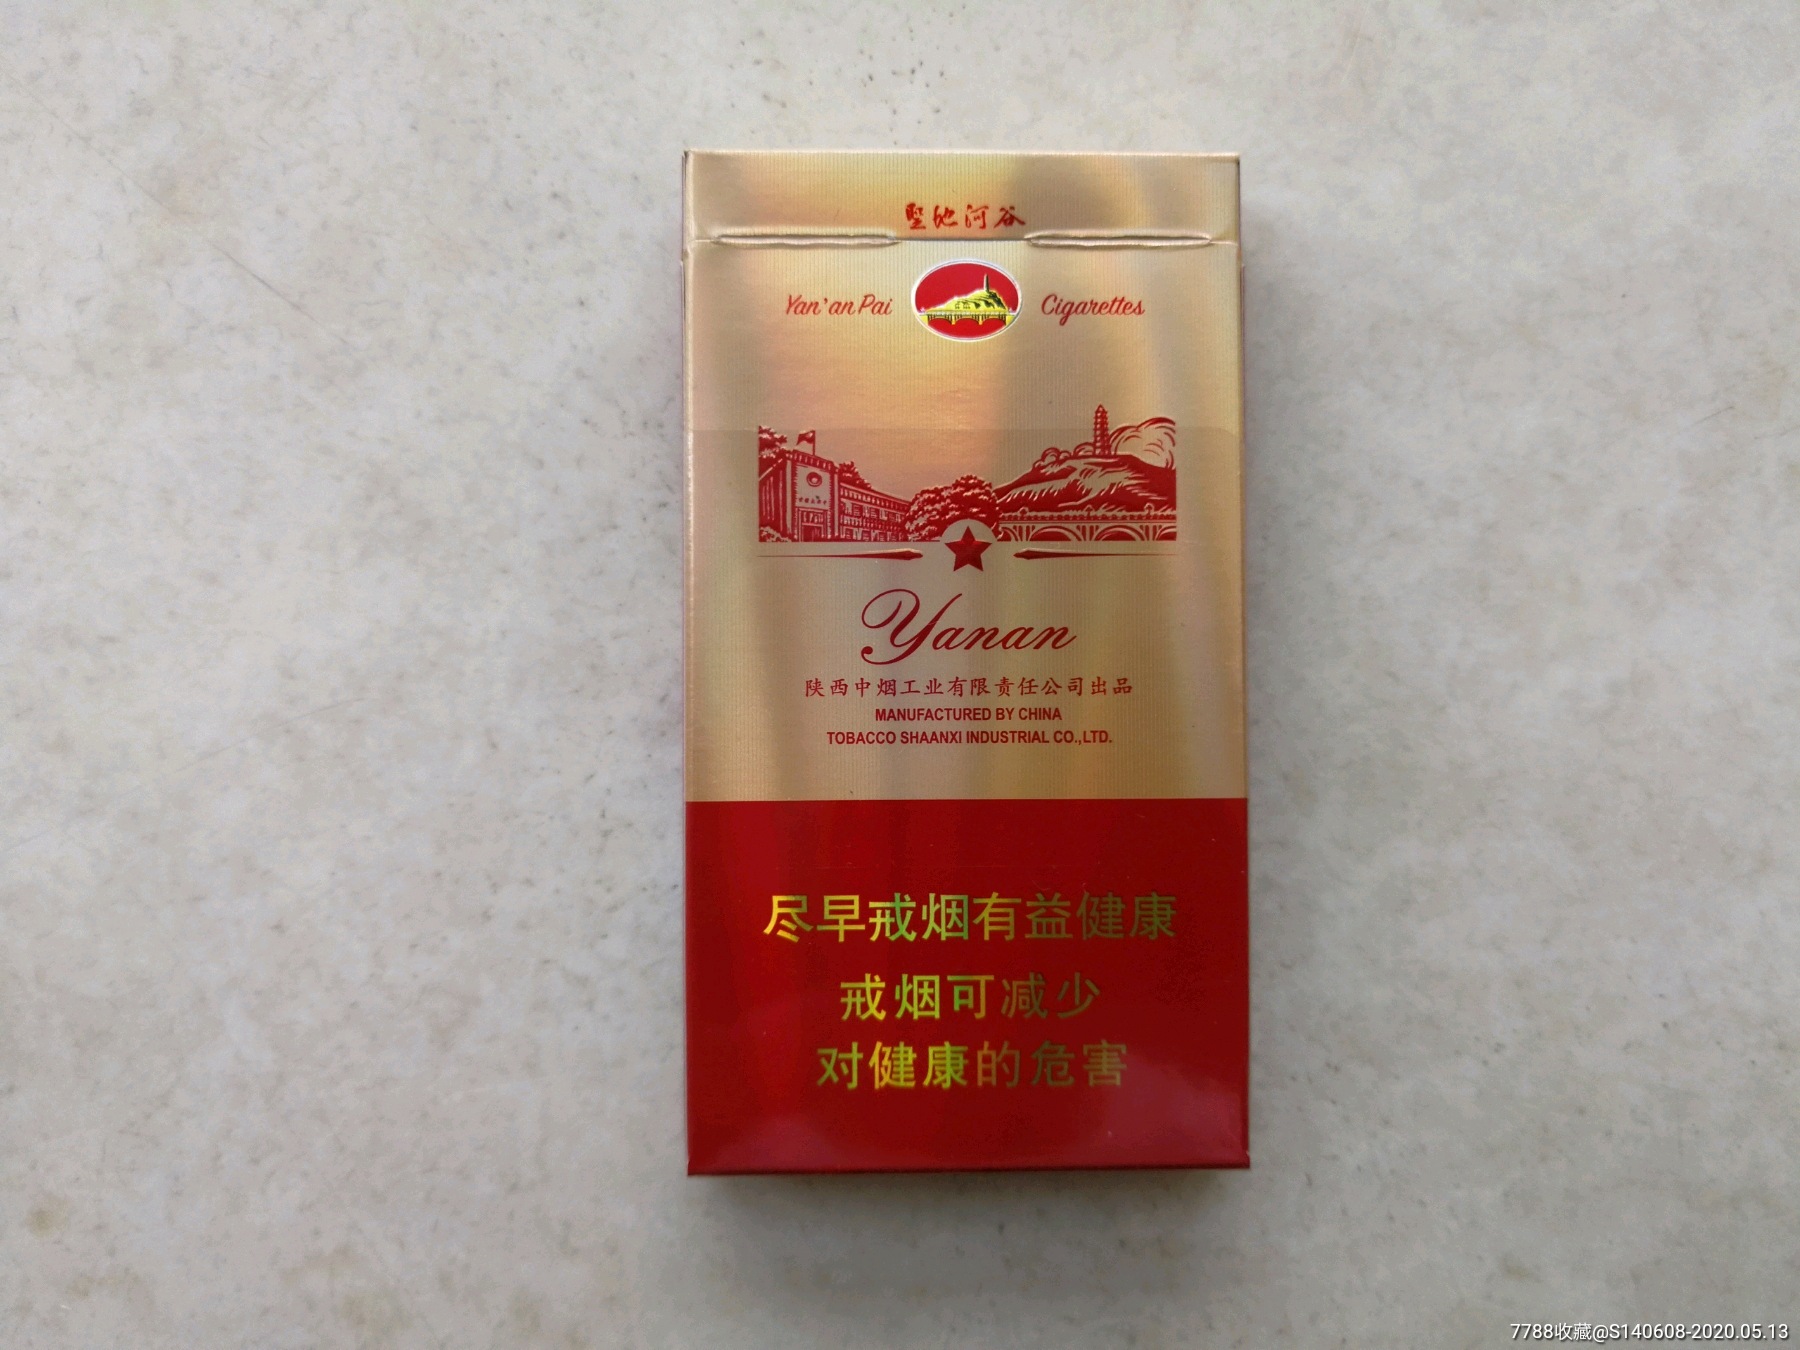 聖地河谷
Yan'an Pai Cigarettes
Yanan
陕西中烟工业有限责任公司出品
MANUFACTURED BY CHINA
TOBACCO SHAANXI INDUSTRIAL CO.,LTD.
尽早戒烟有益健康
戒烟可减少
对健康的危害
7788收藏@S140608-2020.05.13